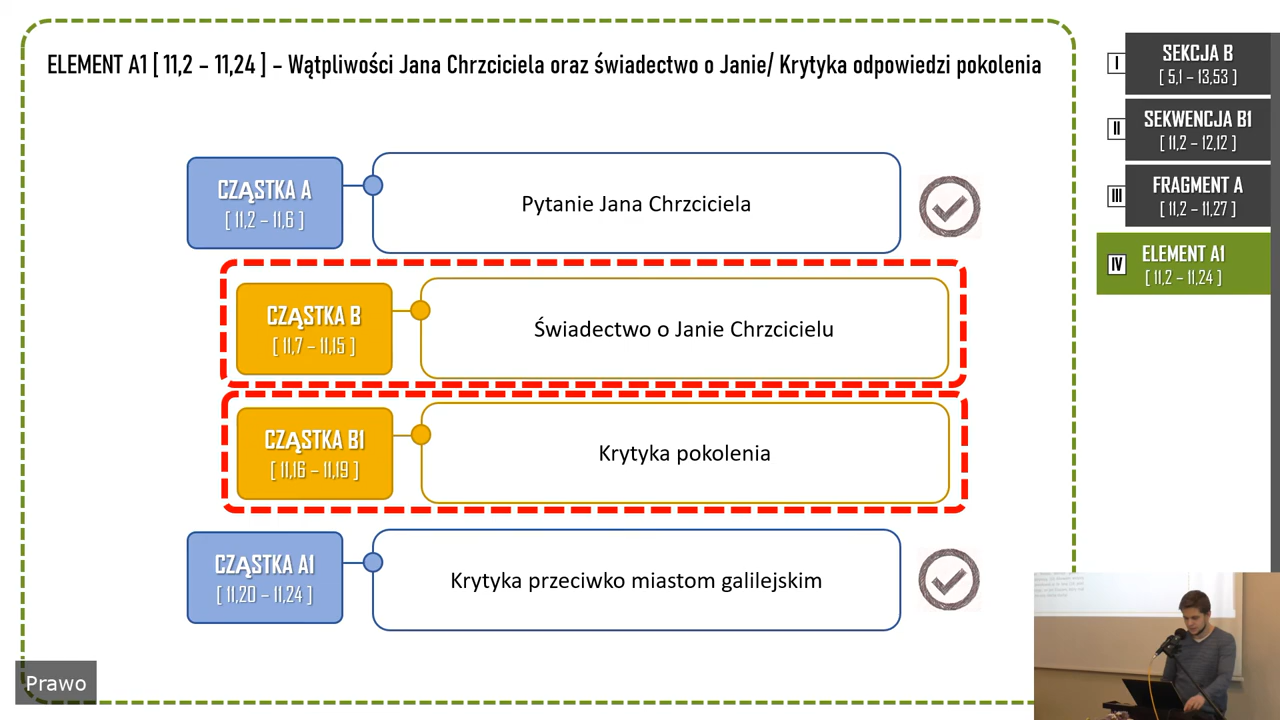 ELEMENT A1 [ 11,2 – 11,24 ] – Wątpliwości Jana Chrzciciela oraz świadectwo o Janie/ Krytyka odpowiedzi pokolenia
CZĄSTKA A
[ 11,2 – 11,6 ]
Pytanie Jana Chrzciciela
CZĄSTKA B
[ 11,7 – 11,15 ]
Świadectwo o Janie Chrzcicielu
CZĄSTKA B1
[ 11,16 – 11,19 ]
Krytyka pokolenia
CZĄSTKA A1
[ 11,20 – 11,24 ]
Krytyka przeciwko miastom galilejskim
I
SEKCJA B
[ 5,1 – 13,53 ]
II
SEKWENCJA B1
[ 11,2 – 12,12 ]
III
FRAGMENT A
[ 11,2 – 11,27 ]
IV
ELEMENT A1
[ 11,2 – 11,24 ]
Prawo